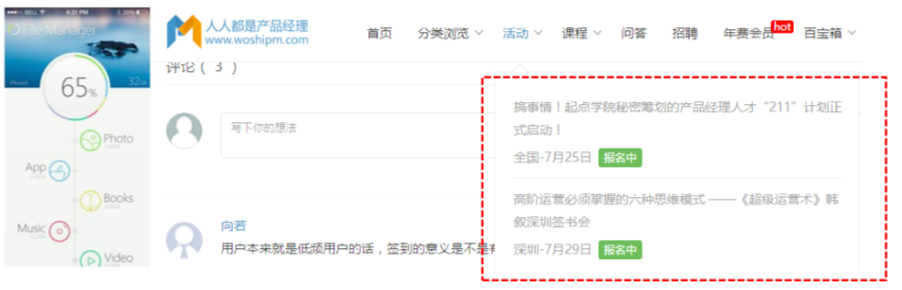 SELL
4:21 PM
File Manager
65%
Photo
App
Books
Music
Video
人人都是产品经理
www.woshipm.com
首页 分类浏览 活动 课程 问答 招聘 年费会员 hot 百宝箱
评论（ 3 ）
写下你的想法
向若
用户本来就是低频用户的话，签到的意义是不是有
搞事情！起点学院秘密筹划的产品经理人才“211”计划正
式启动！
全国-7月25日 报名中
高阶运营必须掌握的六种思维模式 ——《超级运营术》韩
叙深圳签书会
深圳-7月29日 报名中